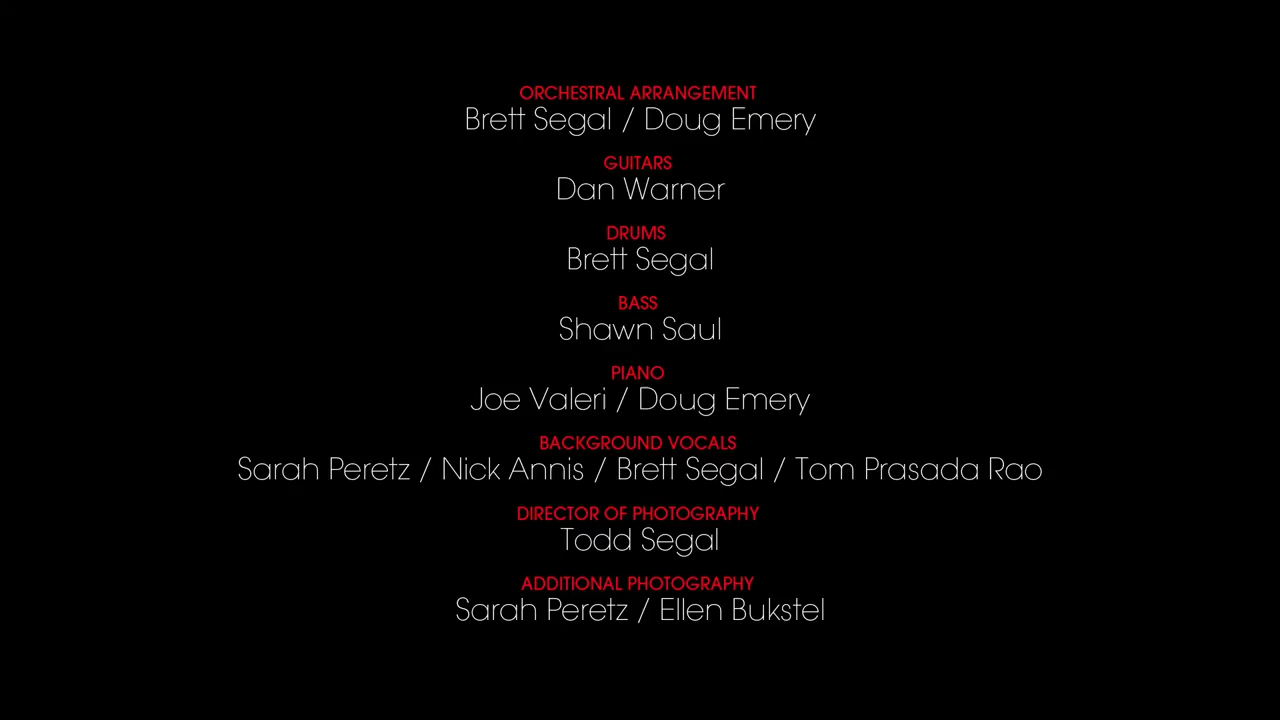 ORCHESTRAL ARRANGEMENT
Brett Segal / Doug Emery
GUITARS
Dan Warner
DRUMS
Brett Segal
BASS
Shawn Saul
PIANO
Joe Valeri / Doug Emery
BACKGROUND VOCALS
Sarah Peretz / Nick Annis / Brett Segal / Tom Prasada Rao
DIRECTOR OF PHOTOGRAPHY
Todd Segal
ADDITIONAL PHOTOGRAPHY
Sarah Peretz / Ellen Bukstel